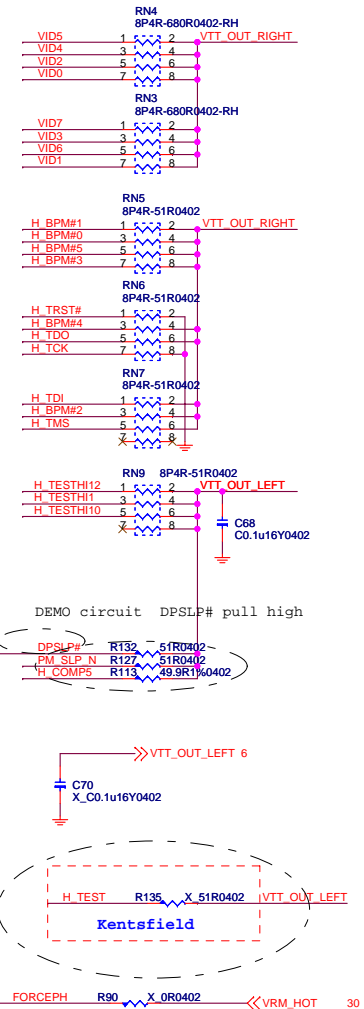 RN4
8P4R-680R0402-RH
VID5 1 2 VTT_OUT_RIGHT
VID4 3 4
VID2 5 6
VID0 7 8
RN3
8P4R-680R0402-RH
VID7 1 2
VID3 3 4
VID6 5 6
VID1 7 8
RN5
8P4R-51R0402
H_BPM#1 1 2 VTT_OUT_RIGHT
H_BPM#0 3 4
H_BPM#5 5 6
H_BPM#3 7 8
RN6
8P4R-51R0402
H_TRST# 1 2
H_BPM#4 3 4
H_TDO 5 6
H_TCK 7 8
RN7
8P4R-51R0402
H_TDI 1 2
H_BPM#2 3 4
H_TMS 5 6
7 8
RN9 8P4R-51R0402
H_TESTHI12 1 2 VTT_OUT_LEFT
H_TESTHI1 3 4
H_TESTHI10 5 6
7 8
C68
C0.1u16Y0402
DEMO circuit DPSLP# pull high
DPSLP# R132 51R0402
PM_SLP_N R127 51R0402
H_COMP5 R113 49.9R1%0402
VTT_OUT_LEFT 6
C70
X_C0.1u16Y0402
H_TEST R135 X_51R0402 VTT_OUT_LEFT
Kentsfield
FORCEPH R90 X_0R0402 VRM_HOT 30